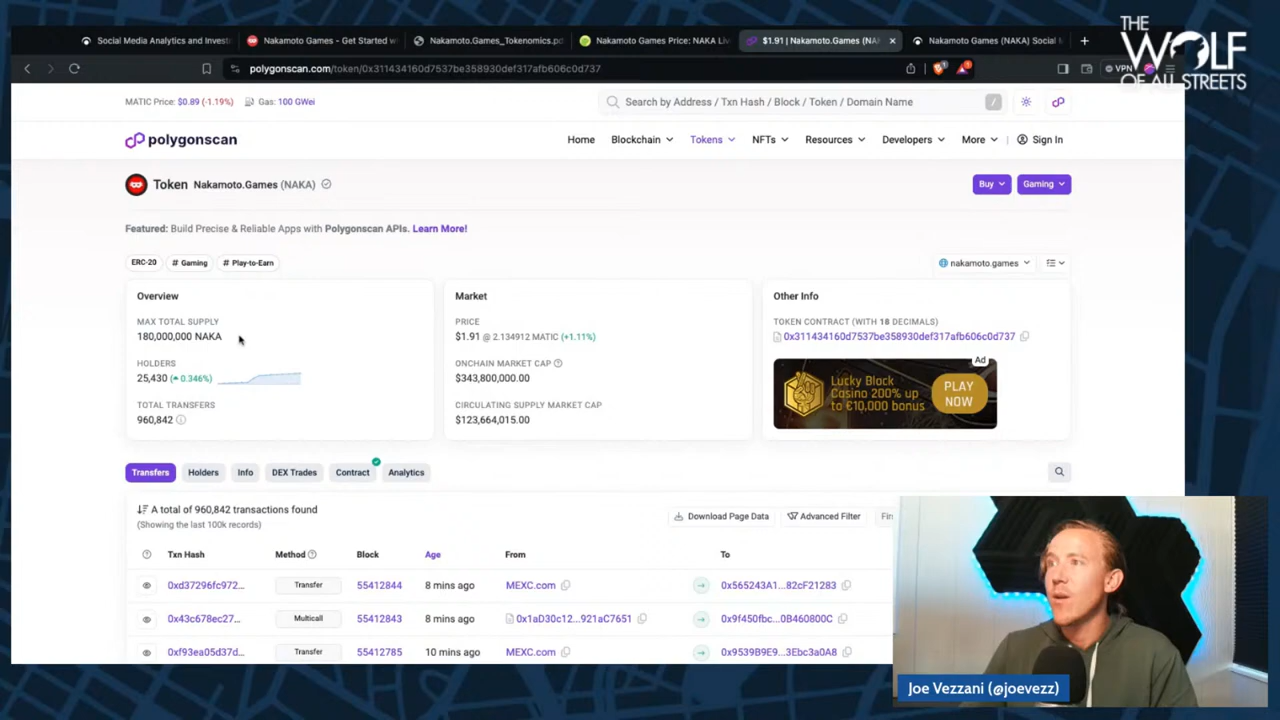 THE
WOLF
OF ALL STREETS
Social Media Analytics and Investi
Nakamoto Games - Get Started w
Nakamoto.Games_Tokenomics.pd
Nakamoto Games Price: NAKA Liv
$1.91 | Nakamoto.Games (NA
Nakamoto Games (NAKA) Social
polygonscan.com/token/0x311434160d7537be358930def317afb606c0d737
VPN
MATIC Price: $0.89 (-1.19%) Gas: 100 GWei
Search by Address / Txn Hash / Block / Token / Domain Name /
polygonscan
Home Blockchain Tokens NFTs Resources Developers More Sign In
Token Nakamoto.Games (NAKA)
Buy Gaming
Featured: Build Precise & Reliable Apps with Polygonscan APIs. Learn More!
ERC-20 # Gaming # Play-to-Earn
nakamoto.games
Overview
MAX TOTAL SUPPLY
180,000,000 NAKA
HOLDERS
25,430 (0.346%)
TOTAL TRANSFERS
960,842
Market
PRICE
$1.91 @ 2.134912 MATIC (+1.11%)
ONCHAIN MARKET CAP
$343,800,000.00
CIRCULATING SUPPLY MARKET CAP
$123,664,015.00
Other Info
TOKEN CONTRACT (WITH 18 DECIMALS)
0x311434160d7537be358930def317afb606c0d737
Ad
Lucky Block
Casino 200% up
to €10,000 bonus
PLAY
NOW
Transfers Holders Info DEX Trades Contract Analytics
A total of 960,842 transactions found
(Showing the last 100k records)
Download Page Data Advanced Filter Fir
Txn Hash Method Block Age From To
0xd37296fc972... Transfer 55412844 8 mins ago MEXC.com 0x565243A1...82cF21283
0x43c678ec27... Multicall 55412843 8 mins ago 0x1aD30c12...921aC7651 0x9f450fbc...0B460800C
0xf93ea05d37d... Transfer 55412785 10 mins ago MEXC.com 0x9539B9E9...3Ebc3a0A8
Joe Vezzani (@joevezz)